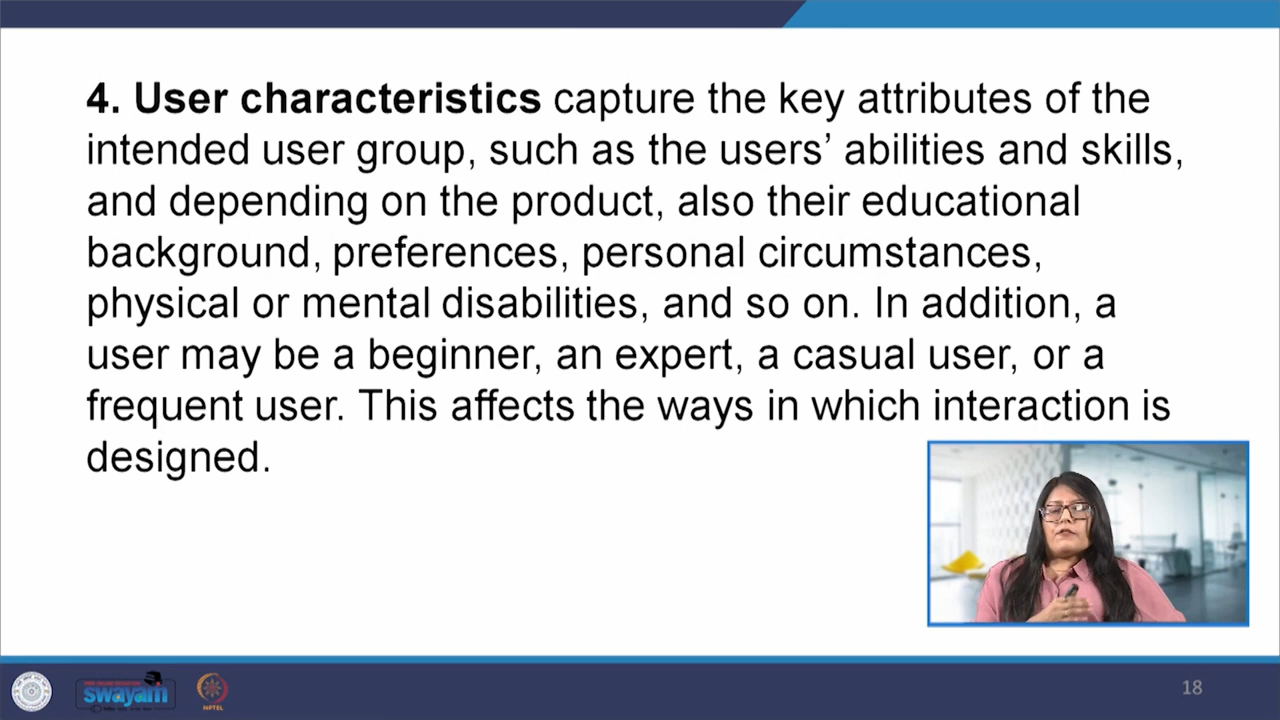 4. User characteristics capture the key attributes of the
intended user group, such as the users’ abilities and skills,
and depending on the product, also their educational
background, preferences, personal circumstances,
physical or mental disabilities, and so on. In addition, a
user may be a beginner, an expert, a casual user, or a
frequent user. This affects the ways in which interaction is
designed.
swayam
NPTEL
18